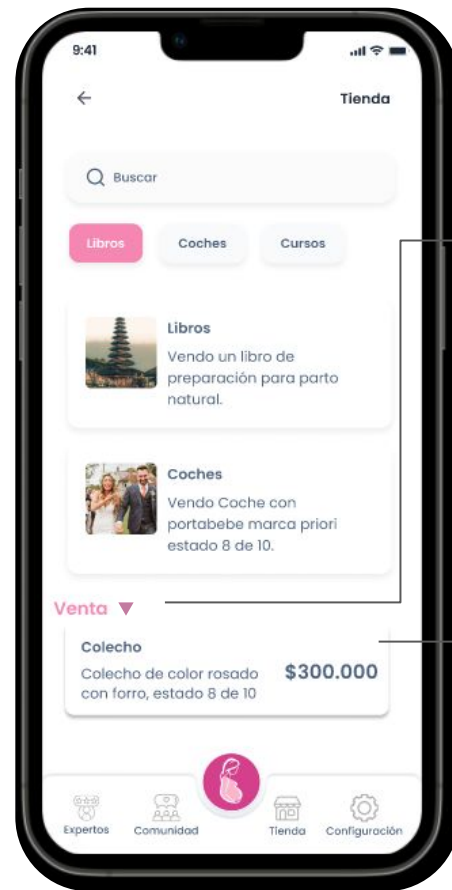 9:41
Tienda
Buscar
Libros
Coches
Cursos
Libros
Vendo un libro de
preparación para parto
natural.
Coches
Vendo Coche con
portabebe marca priori
estado 8 de 10.
Venta
Colecho
Colecho de color rosado
con forro, estado 8 de 10
$300.000
Expertos
Comunidad
Tienda
Configuración